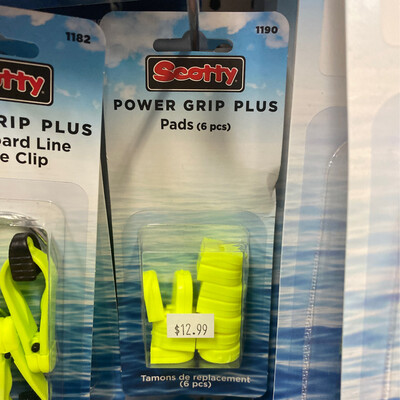 1182
Scotty
RIP PLUS
oard Line
e Clip
1190
Scotty
POWER GRIP PLUS
Pads (6 pcs)
$12.99
Tamons de replacement
(6 pcs)